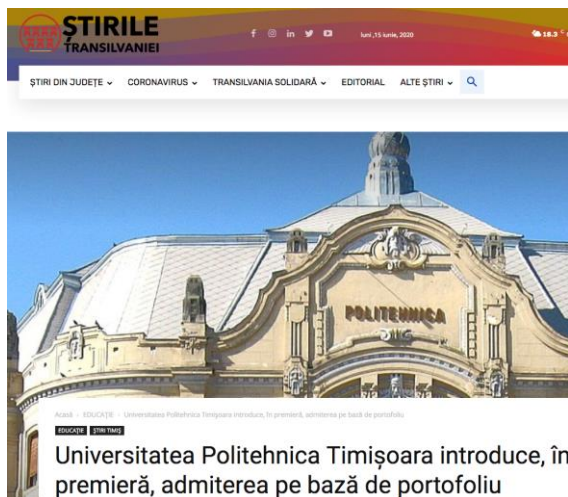 ȘTIRILE
TRANSILVANIEI
luni ,15 iunie, 2020
18.3 C
ȘTIRI DIN JUDEȚE
CORONAVIRUS
TRANSILVANIA SOLIDARĂ
EDITORIAL
ALTE ȘTIRI
POLITEHNICA
Acasă › EDUCAȚIE › Universitatea Politehnica Timișoara introduce, în premieră, admiterea pe bază de portofoliu
EDUCAȚIE ȘTIRI TIMIȘ
Universitatea Politehnica Timișoara introduce, în
premieră, admiterea pe bază de portofoliu